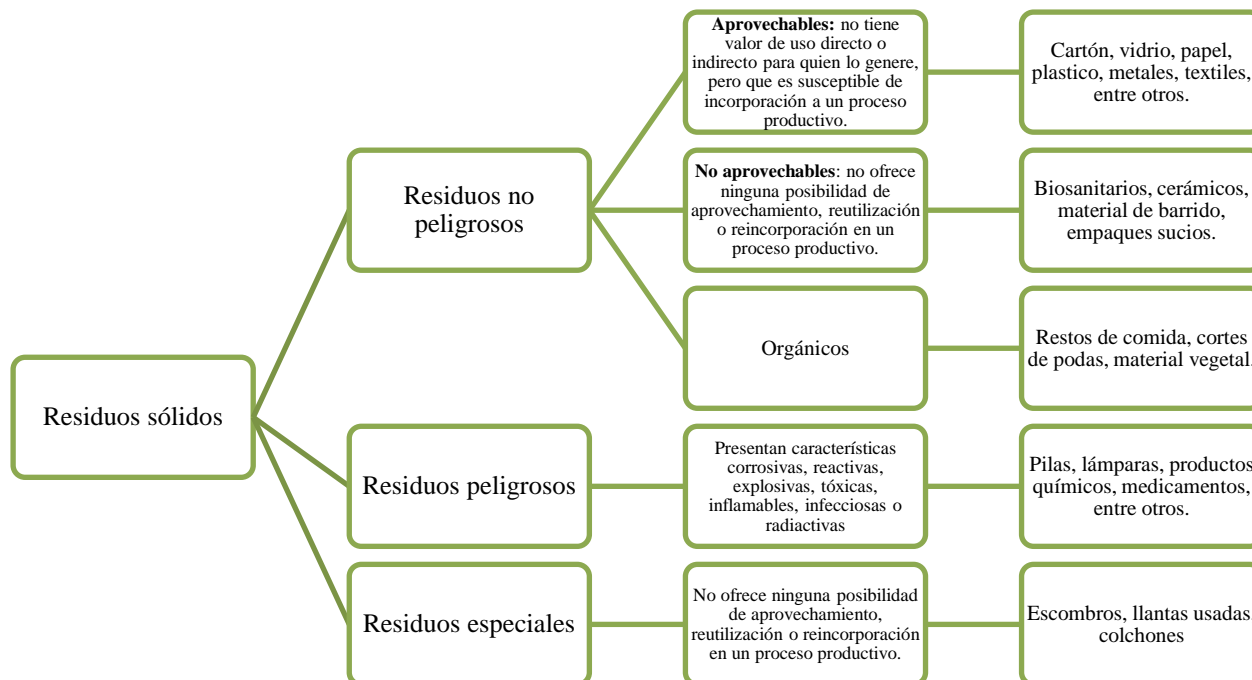 Aprovechables: no tiene
valor de uso directo o
indirecto para quien lo genere,
pero que es susceptible de
incorporación a un proceso
productivo.
Cartón, vidrio, papel,
plastico, metales, textiles,
entre otros.
Residuos no
peligrosos
No aprovechables: no ofrece
ninguna posibilidad de
aprovechamiento, reutilización
o reincorporación en un
proceso productivo.
Biosanitarios, cerámicos,
material de barrido,
empaques sucios.
Orgánicos
Restos de comida, cortes
de podas, material vegetal.
Residuos sólidos
Residuos peligrosos
Presentan características
corrosivas, reactivas,
explosivas, tóxicas,
inflamables, infecciosas o
radiactivas
Pilas, lámparas, productos
químicos, medicamentos,
entre otros.
Residuos especiales
No ofrece ninguna posibilidad
de aprovechamiento,
reutilización o reincorporación
en un proceso productivo.
Escombros, llantas usadas,
colchones